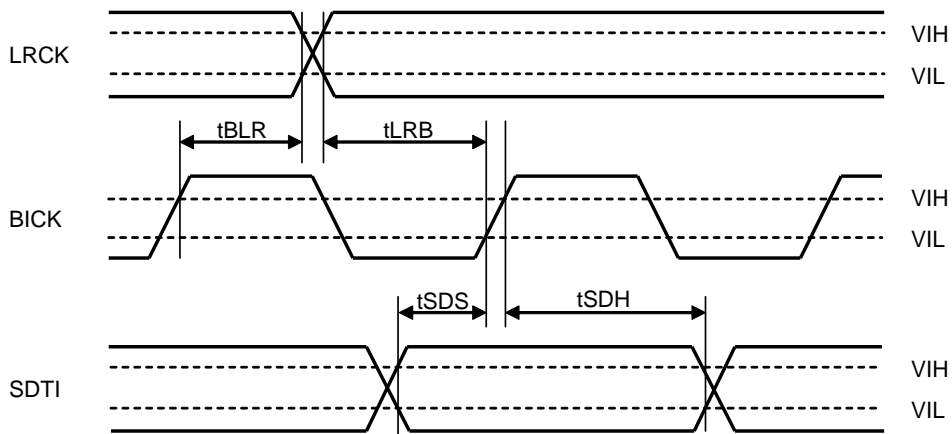 LRCK
VIH
VIL
tBLR
tLRB
BICK
VIH
VIL
tSDS
tSDH
SDTI
VIH
VIL